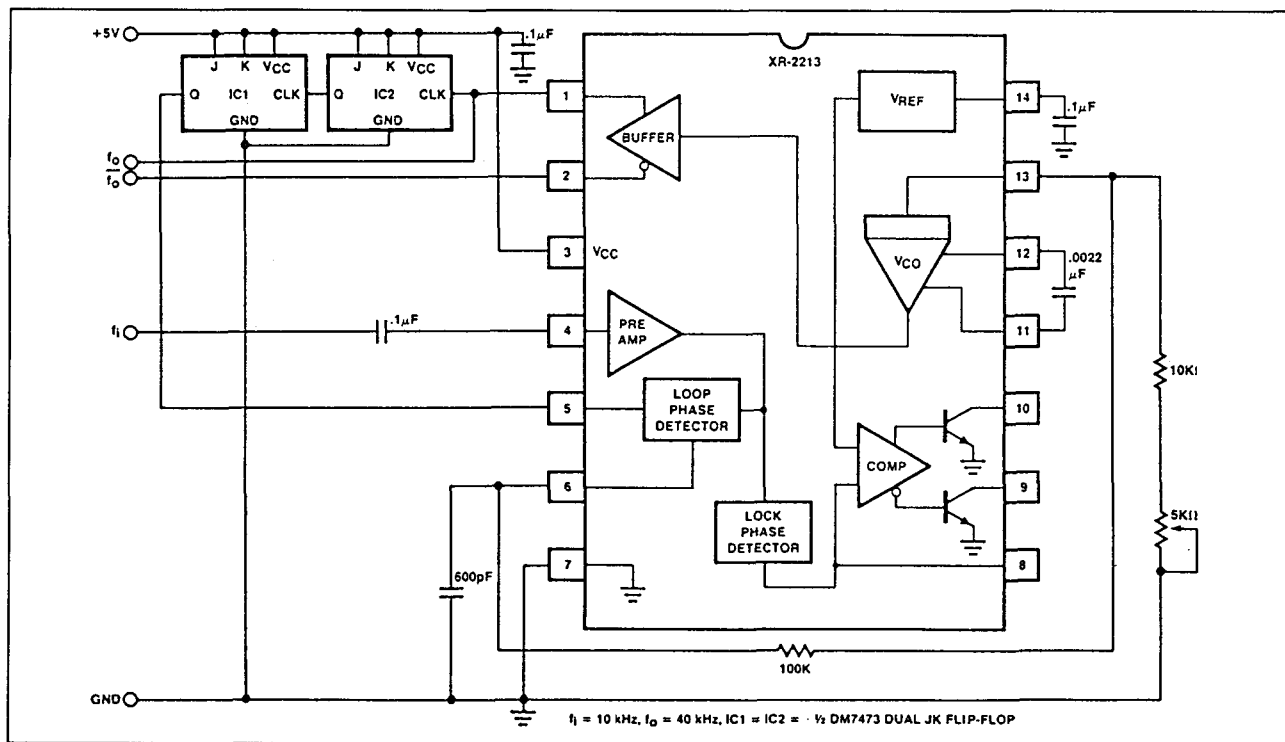 +5V
.1µF
XR-2213
J K VCC
J K VCC
Q IC1 CLK
Q IC2 CLK
GND
GND
1
VREF
14
.1µF
BUFFER
fo
fo
2
13
3
VCC
VCO
12
.0022
µF
11
fi
.1µF
4
PRE
AMP
10KΩ
5
LOOP
PHASE
DETECTOR
10
COMP
6
9
5KΩ
LOCK
PHASE
DETECTOR
600pF
7
8
100K
GND
fi = 10 kHz, fo = 40 kHz, IC1 = IC2 = ½ DM7473 DUAL JK FLIP-FLOP